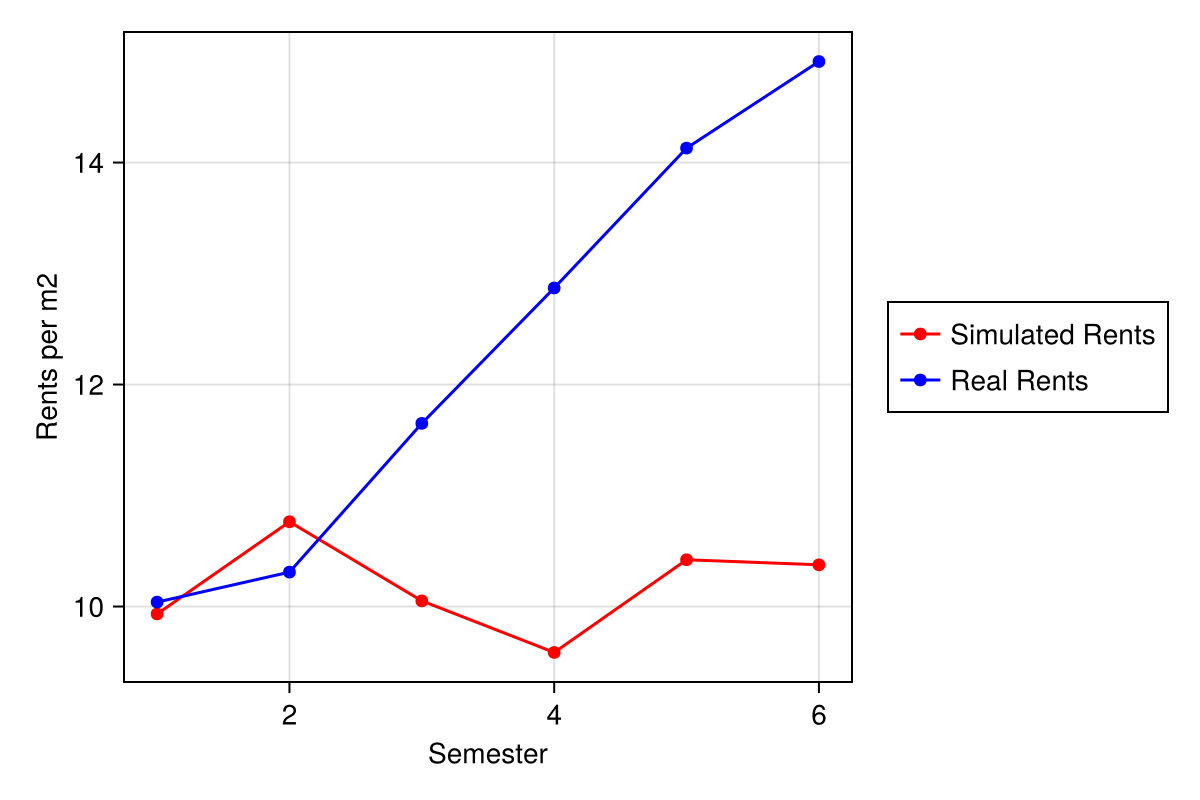 14
12
10
Rents per m2
2 4 6
Semester
Simulated Rents
Real Rents